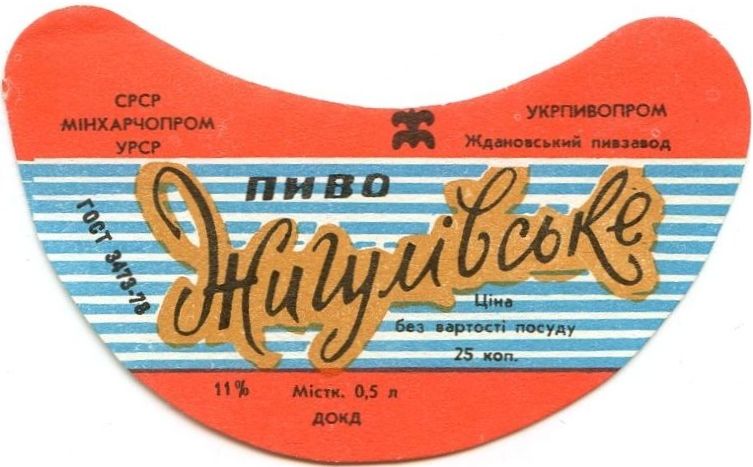 СРСР
МІНХАРЧОПРОМ
УРСР
УКРПИВОПРОМ
Ждановський пивзавод
ПИВО
Жигулівське
ГОСТ 3473-78
Ціна
без вартості посуду
25 коп.
11% Містк. 0,5 л
ДОКД